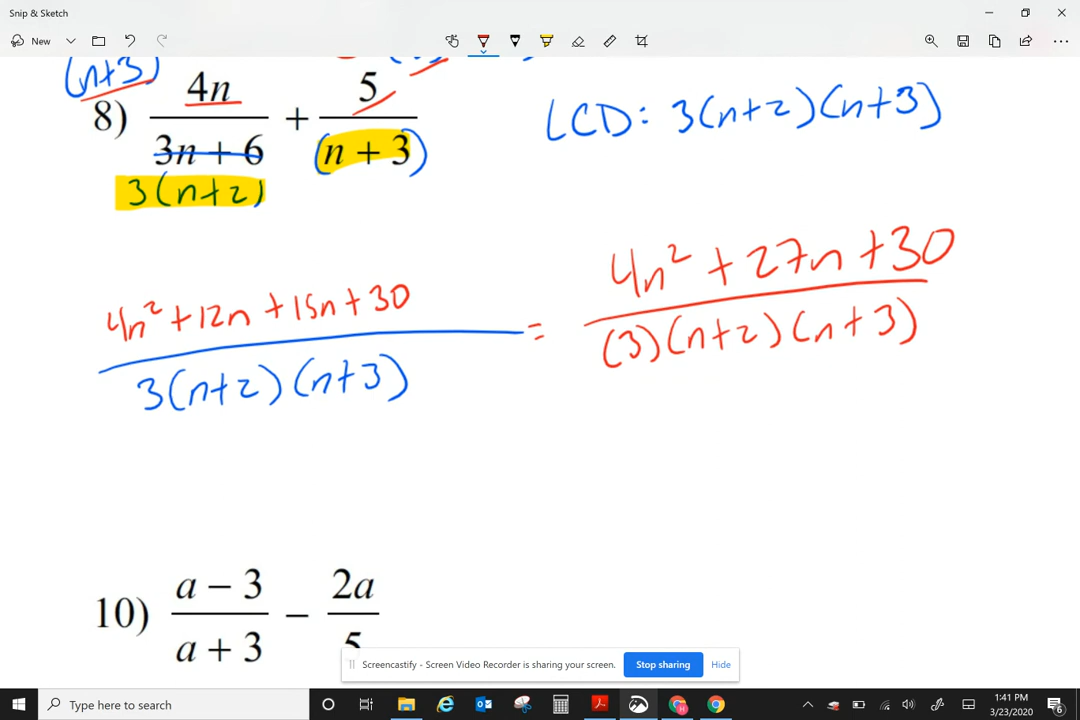 Snip & Sketch
New
(n+3)
8) 4n/3n + 6 + 5/(n + 3)
3(n+2)
LCD: 3(n+2)(n+3)
4n² + 12n + 15n + 30 / 3(n+2)(n+3) = 4n² + 27n + 30 / (3)(n+2)(n+3)
10) a − 3/a + 3 − 2a/5
Screencastify - Screen Video Recorder is sharing your screen.
Stop sharing
Hide
Type here to search
1:41 PM
3/23/2020
6